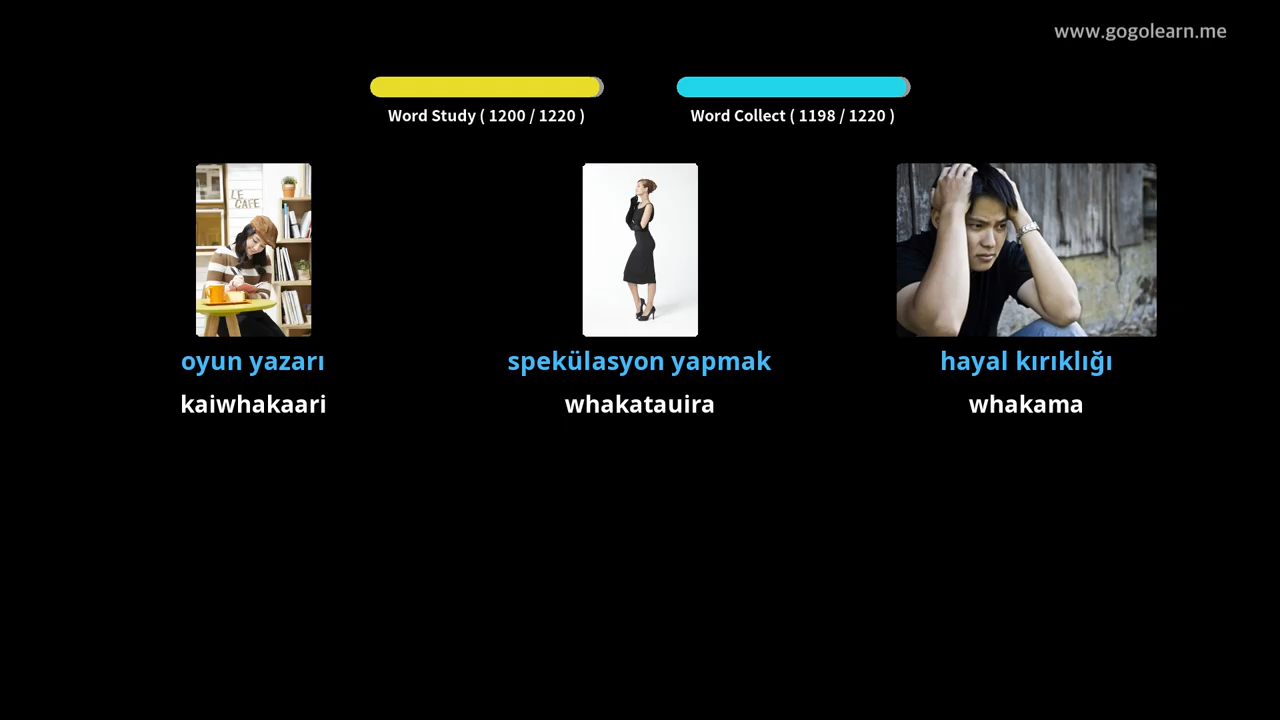 www.gogolearn.me
Word Study ( 1200 / 1220 )
Word Collect ( 1198 / 1220 )
LE
CAFE
oyun yazarı
spekülasyon yapmak
hayal kırıklığı
kaiwhakaari
whakatauira
whakama